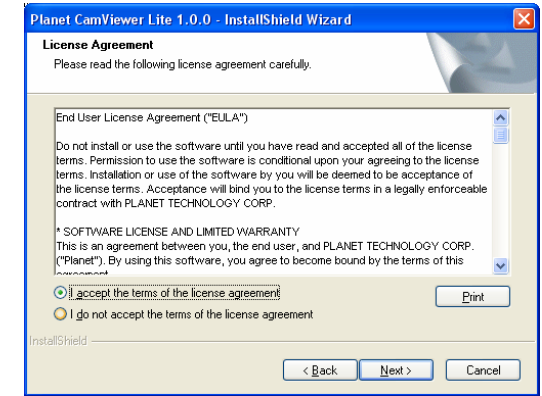 Planet CamViewer Lite 1.0.0 - InstallShield Wizard
License Agreement
Please read the following license agreement carefully.
End User License Agreement ("EULA")
Do not install or use the software until you have read and accepted all of the license
terms. Permission to use the software is conditional upon your agreeing to the license
terms. Installation or use of the software by you will be deemed to be acceptance of
the license terms. Acceptance will bind you to the license terms in a legally enforceable
contract with PLANET TECHNOLOGY CORP.
* SOFTWARE LICENSE AND LIMITED WARRANTY
This is an agreement between you, the end user, and PLANET TECHNOLOGY CORP.
("Planet"). By using this software, you agree to become bound by the terms of this
agreement.
I accept the terms of the license agreement
Print
I do not accept the terms of the license agreement
InstallShield
< Back
Next >
Cancel